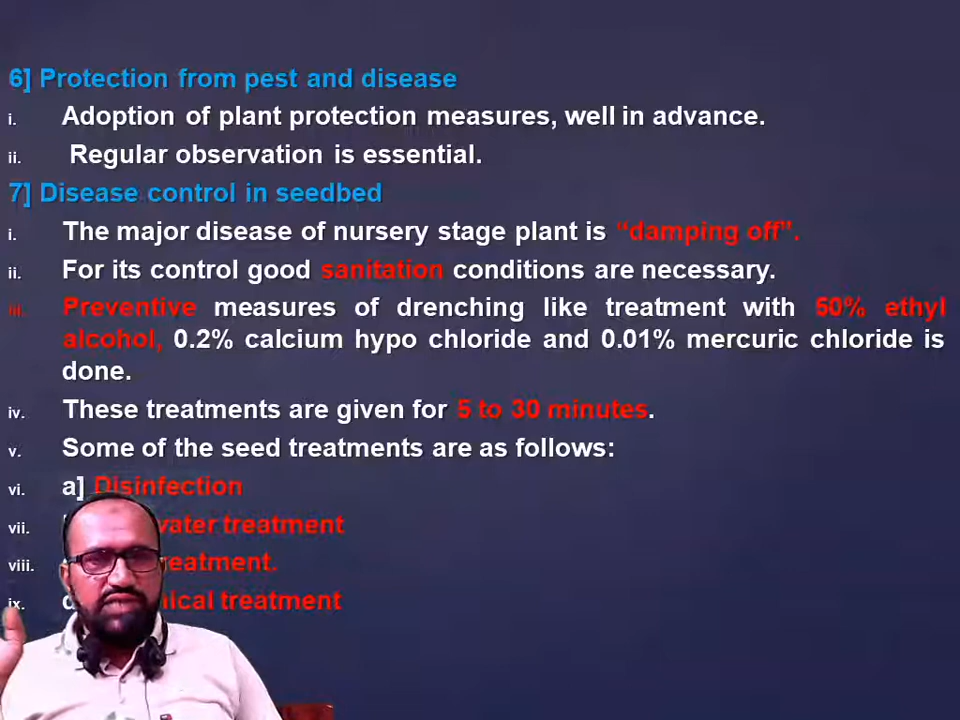 6] Protection from pest and disease
i. Adoption of plant protection measures, well in advance.
ii. Regular observation is essential.
7] Disease control in seedbed
i. The major disease of nursery stage plant is “damping off”.
ii. For its control good sanitation conditions are necessary.
iii. Preventive measures of drenching like treatment with 50% ethyl
alcohol, 0.2% calcium hypo chloride and 0.01% mercuric chloride is
done.
iv. These treatments are given for 5 to 30 minutes.
v. Some of the seed treatments are as follows:
vi. a] Disinfection
vii. treatment
viii.
ix. treatment